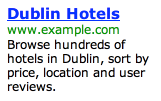 Dublin Hotels
www.example.com
Browse hundreds of
hotels in Dublin, sort by
price, location and user
reviews.